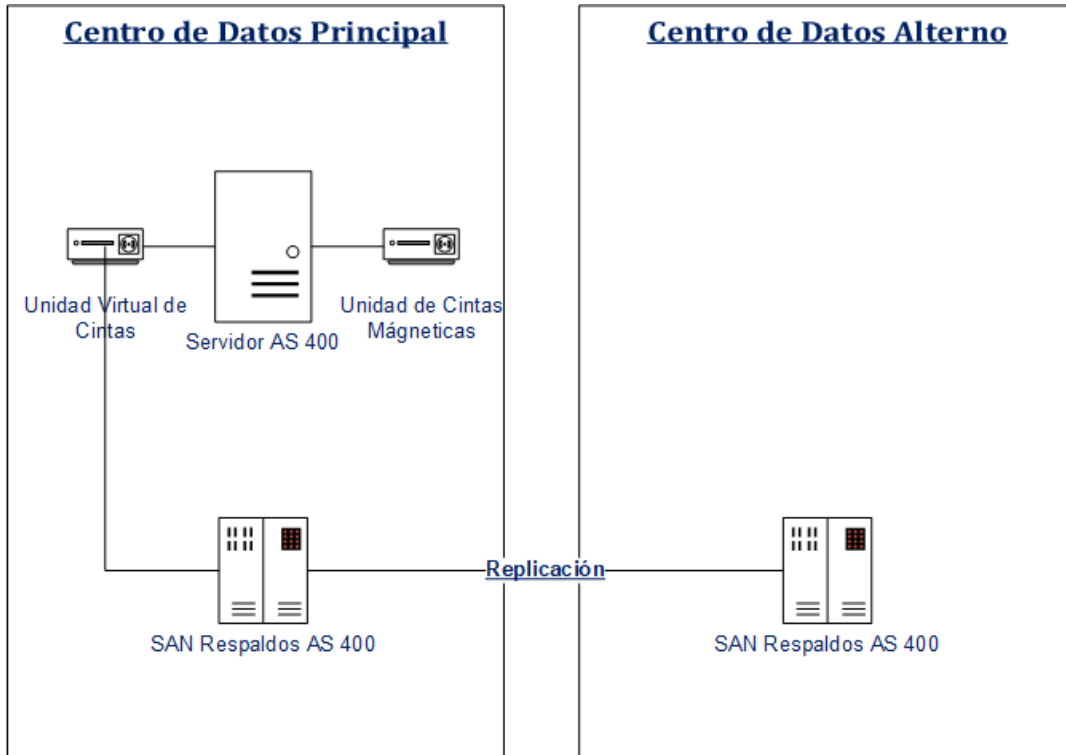 Centro de Datos Principal
Centro de Datos Alterno
Unidad Virtual de
Cintas
Servidor AS 400
Unidad de Cintas
Mágneticas
Replicación
SAN Respaldos AS 400
SAN Respaldos AS 400